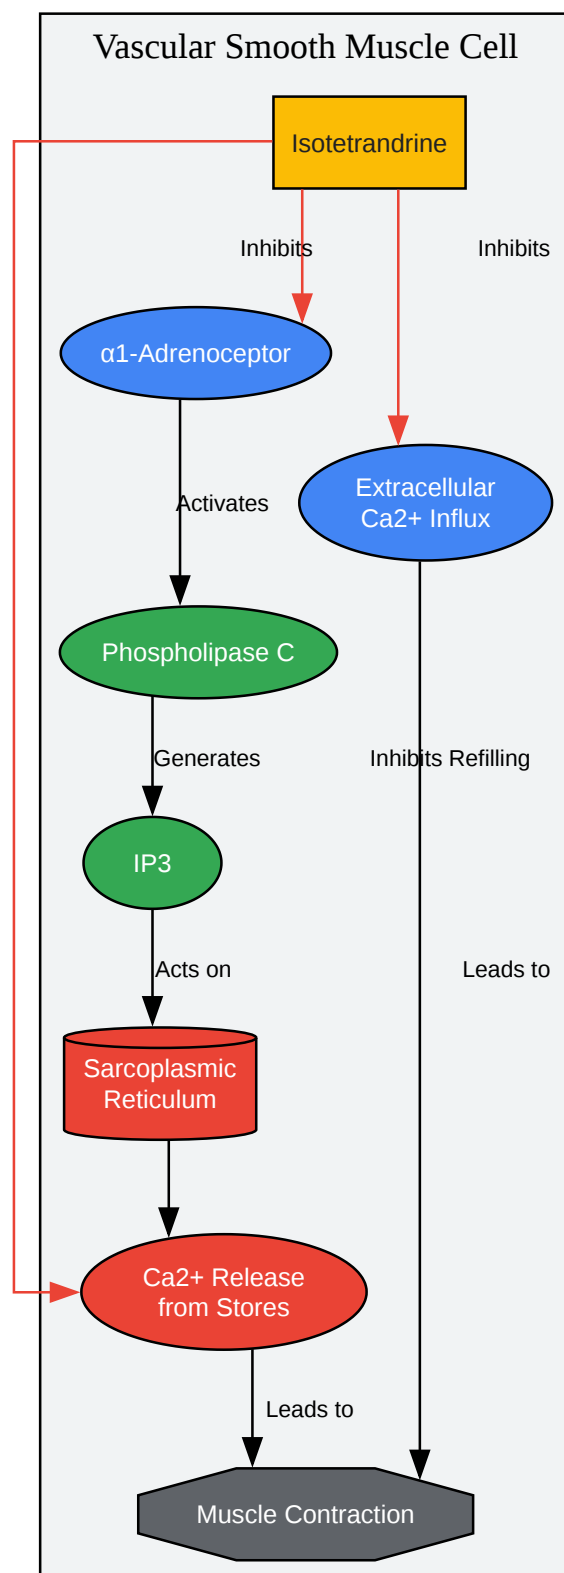 Vascular Smooth Muscle Cell
Isotetrandrine
Inhibits
Inhibits
α1-Adrenoceptor
Extracellular
Ca2+ Influx
Activates
Phospholipase C
Generates
Inhibits Refilling
IP3
Acts on
Leads to
Sarcoplasmic
Reticulum
Ca2+ Release
from Stores
Leads to
Muscle Contraction